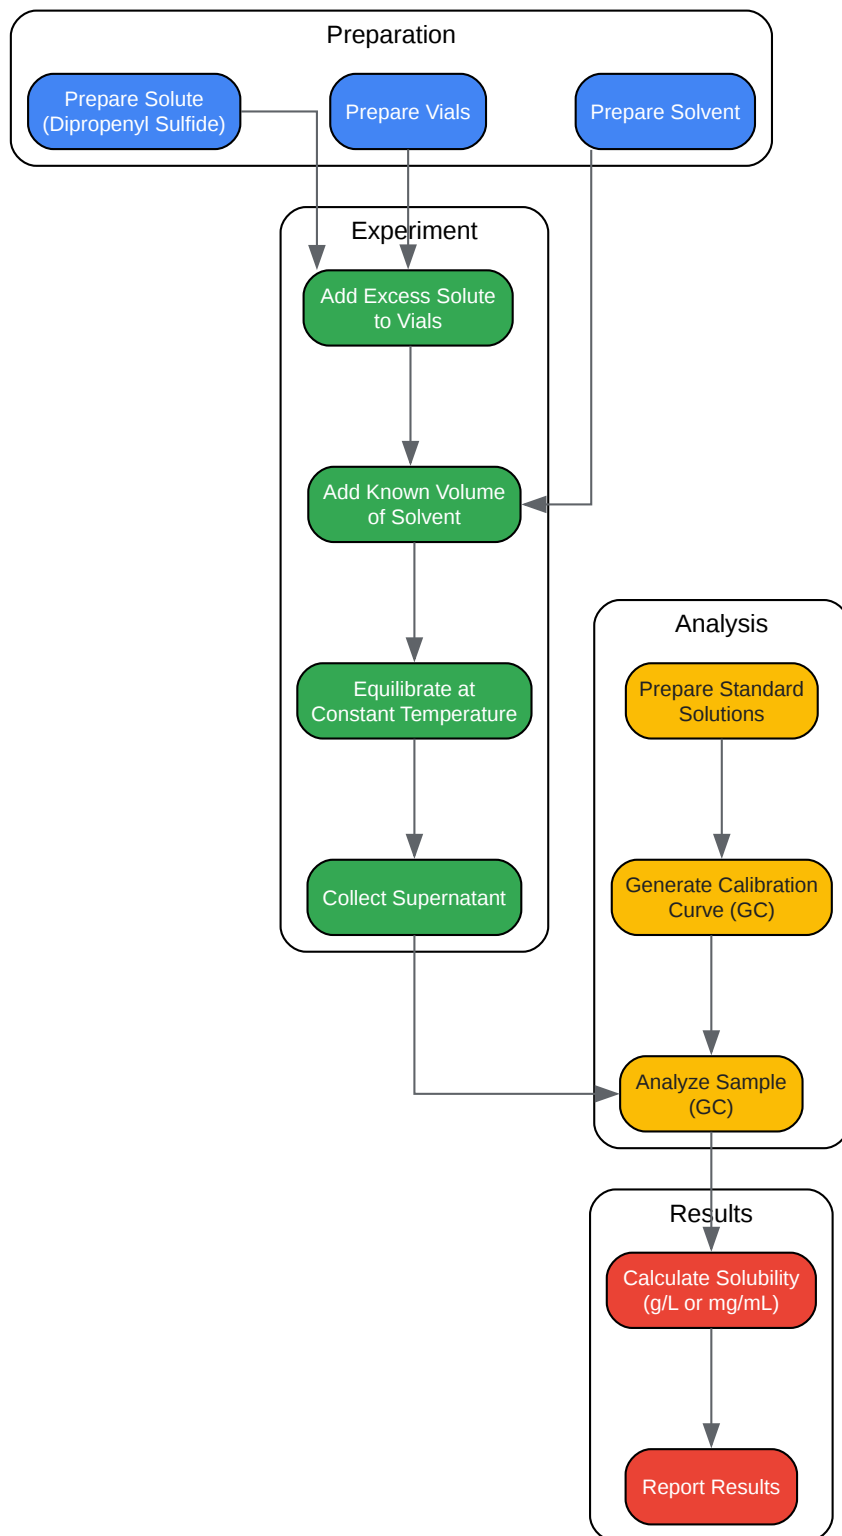 Preparation
Prepare Solute
(Dipropenyl Sulfide)
Prepare Vials
Prepare Solvent
Experiment
Add Excess Solute
to Vials
Add Known Volume
of Solvent
Equilibrate at
Constant Temperature
Collect Supernatant
Analysis
Prepare Standard
Solutions
Generate Calibration
Curve (GC)
Analyze Sample
(GC)
Results
Calculate Solubility
(g/L or mg/mL)
Report Results